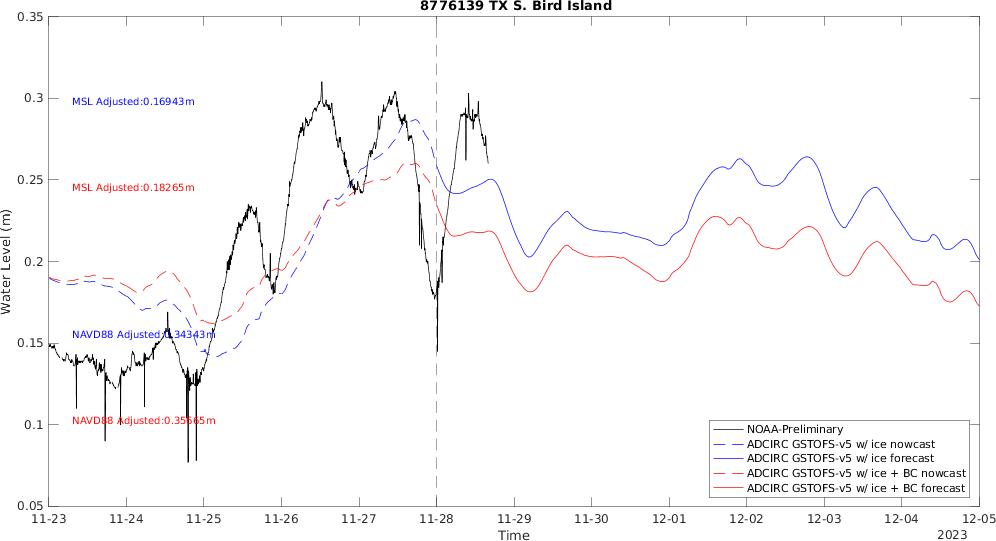 8776139 TX S. Bird Island
0.35
0.3
0.25
0.2
0.15
0.1
0.05
Water Level (m)
MSL Adjusted:0.16943m
MSL Adjusted:0.18265m
NAVD88 Adjusted:0.34343m
NAVD88 Adjusted:0.35665m
NOAA-Preliminary
ADCIRC GSTOFS-v5 w/ ice nowcast
ADCIRC GSTOFS-v5 w/ ice forecast
ADCIRC GSTOFS-v5 w/ ice + BC nowcast
ADCIRC GSTOFS-v5 w/ ice + BC forecast
11-23 11-24 11-25 11-26 11-27 11-28 11-29 11-30 12-01 12-02 12-03 12-04 12-05
Time
2023